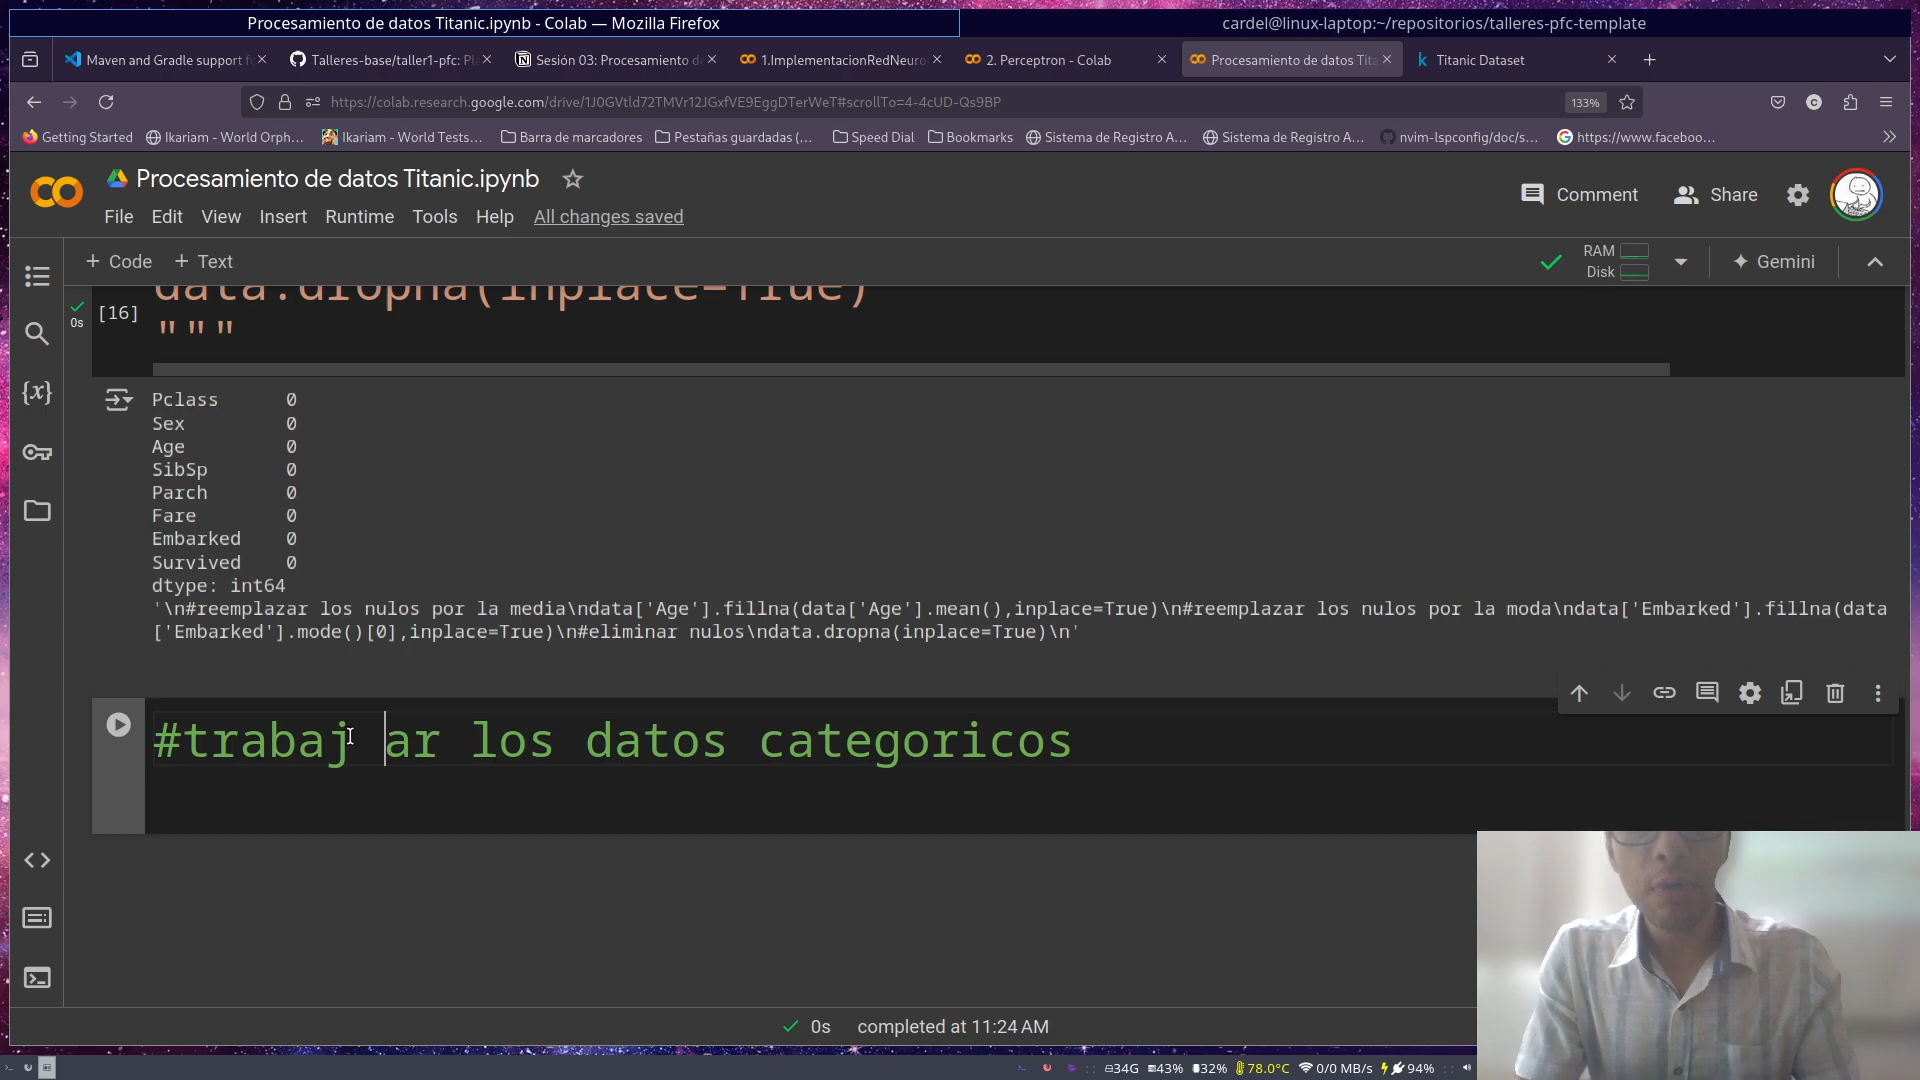 Procesamiento de datos Titanic.ipynb - Colab — Mozilla Firefox
cardel@linux-laptop:~/repositorios/talleres-pfc-template
Maven and Gradle support f
Talleres-base/taller1-pfc: Pl
Sesión 03: Procesamiento d
1.ImplementacionRedNeuro
2. Perceptron - Colab
Procesamiento de datos Tita
Titanic Dataset
https://colab.research.google.com/drive/1J0GVtld72TMVr12JGxfVE9EggDTerWeT#scrollTo=4-4cUD-Qs9BP
133%
Getting Started
Ikariam - World Orph...
Ikariam - World Tests...
Barra de marcadores
Pestañas guardadas (...
Speed Dial
Bookmarks
Sistema de Registro A...
Sistema de Registro A...
nvim-lspconfig/doc/s...
https://www.faceboo...
Procesamiento de datos Titanic.ipynb
Comment
Share
File Edit View Insert Runtime Tools Help All changes saved
+ Code + Text
RAM
Disk
Gemini
data.dropna(inplace=True)
[16]
0s
"""
Pclass 0
Sex 0
Age 0
SibSp 0
Parch 0
Fare 0
Embarked 0
Survived 0
dtype: int64
'\n#reemplazar los nulos por la media\ndata['Age'].fillna(data['Age'].mean(),inplace=True)\n#reemplazar los nulos por la moda\ndata['Embarked'].fillna(data
['Embarked'].mode()[0],inplace=True)\n#eliminar nulos\ndata.dropna(inplace=True)\n'
#trabaj ar los datos categoricos
0s completed at 11:24 AM
34G 43% 32% 78.0°C 0/0 MB/s 94%